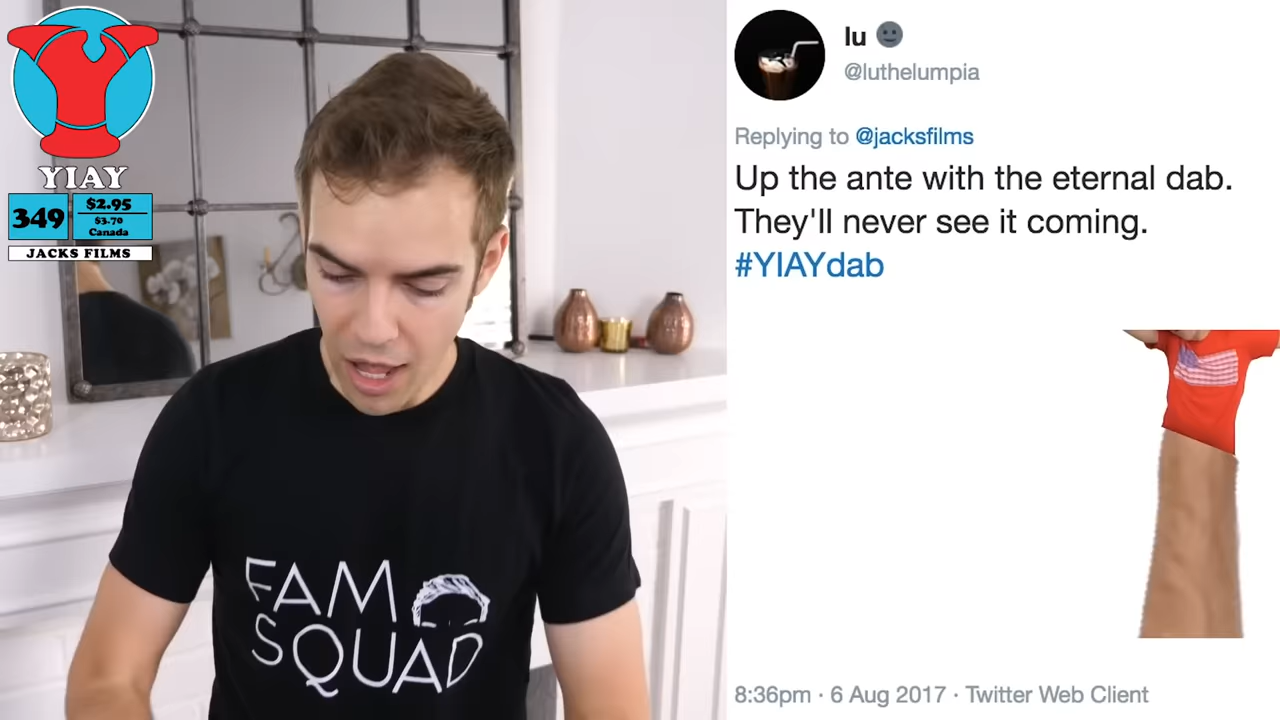 YIAY
349
$2.95
$3.70
Canada
JACKS FILMS
FAM
SQUAD
lu
@luthelumpia
Replying to @jacksfilms
Up the ante with the eternal dab.
They'll never see it coming.
#YIAYdab
8:36pm · 6 Aug 2017 · Twitter Web Client